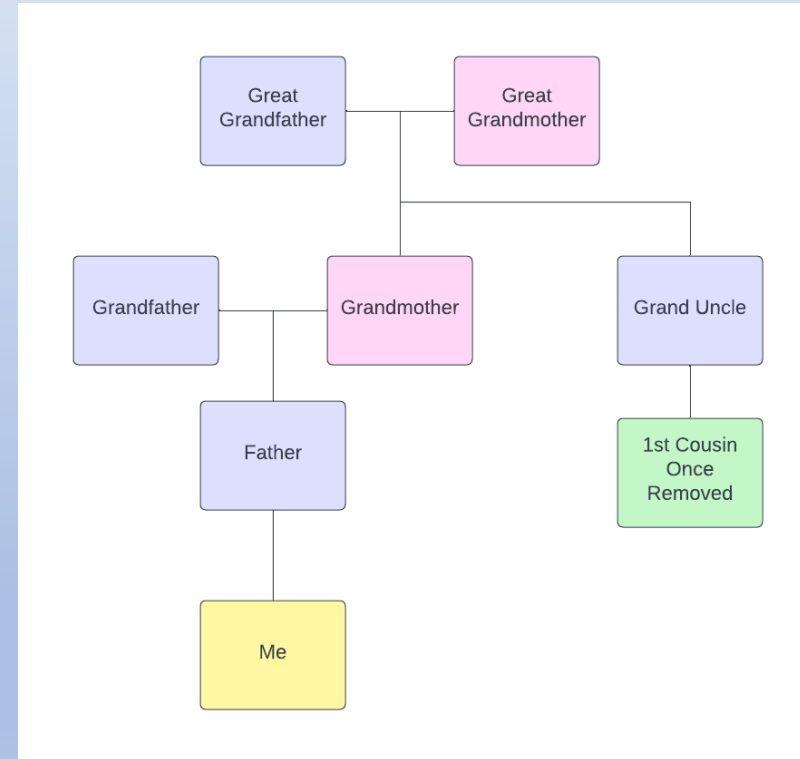 Great
Grandfather
Great
Grandmother
Grandfather
Grandmother
Grand Uncle
Father
1st Cousin
Once
Removed
Me